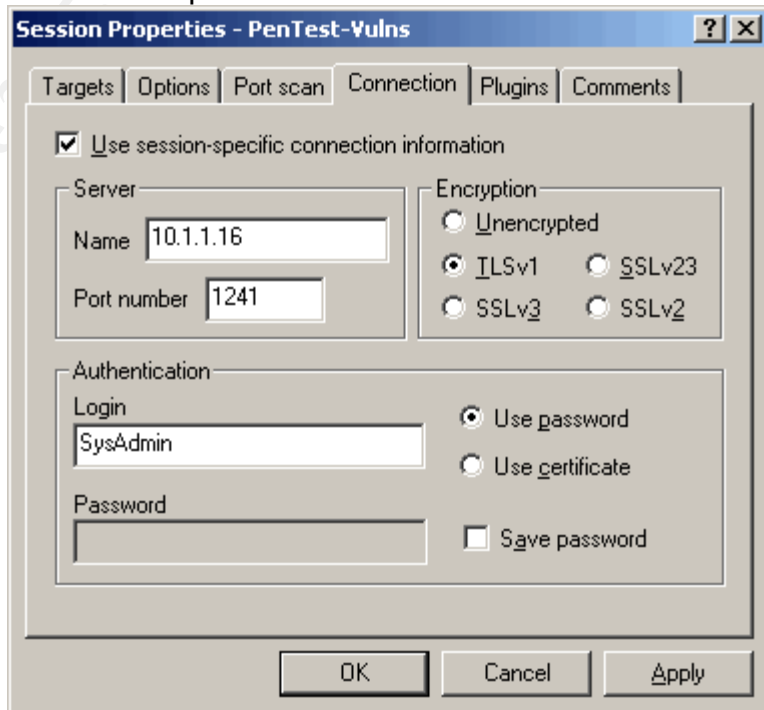 Session Properties - PenTest-Vulns
Targets Options Port scan Connection Plugins Comments
Use session-specific connection information
Server
Name 10.1.1.16
Port number 1241
Encryption
Unencrypted
TLSv1 SSLv23
SSLv3 SSLv2
Authentication
Login
SysAdmin
Password
Use password
Use certificate
Save password
OK Cancel Apply